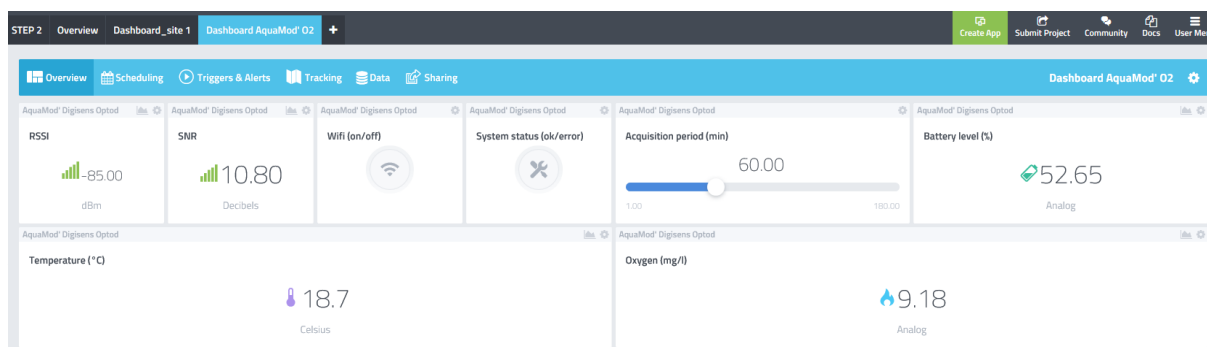 STEP 2 Overview Dashboard_site 1 Dashboard AquaMod' O2 + Create App Submit Project Community Docs User Me
Overview Scheduling Triggers & Alerts Tracking Data Sharing Dashboard AquaMod' O2
AquaMod' Digisens Optod AquaMod' Digisens Optod AquaMod' Digisens Optod AquaMod' Digisens Optod AquaMod' Digisens Optod AquaMod' Digisens Optod
RSSI SNR Wifi (on/off) System status (ok/error) Acquisition period (min) Battery level (%)
-85.00 10.80 60.00 52.65
dBm Decibels 1.00 180.00 Analog
AquaMod' Digisens Optod AquaMod' Digisens Optod
Temperature (°C) Oxygen (mg/l)
18.7 9.18
Celsius Analog